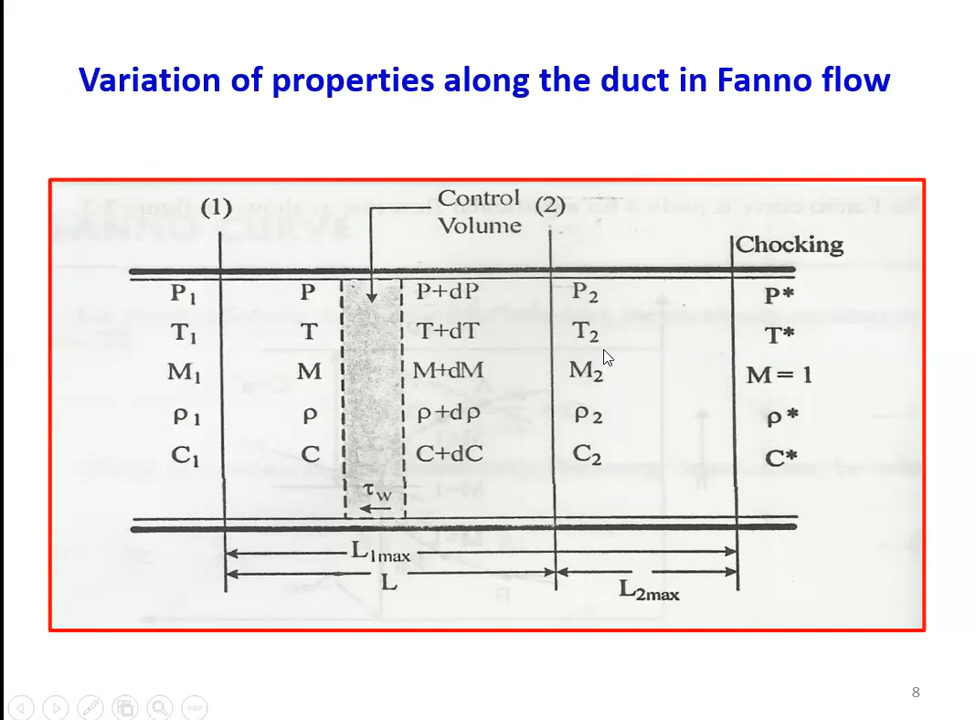 Variation of properties along the duct in Fanno flow
(1)
Control
Volume
(2)
Chocking
P₁ P P+dP P₂ P*
T₁ T T+dT T₂ T*
M₁ M M+dM M₂ M = 1
ρ₁ ρ ρ+dρ ρ₂ ρ*
C₁ C C+dC C₂ C*
τw
L₁max
L
L₂max
8